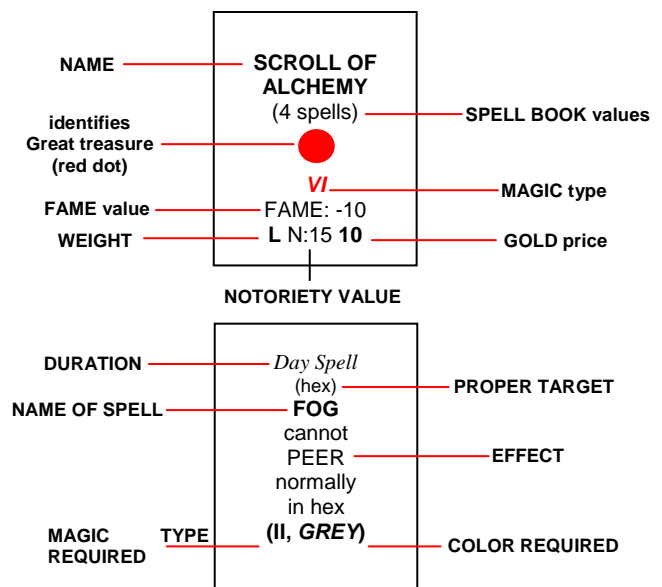 NAME
SCROLL OF
ALCHEMY
(4 spells)
SPELL BOOK values
identifies
Great treasure
(red dot)
VI
MAGIC type
FAME value
FAME: -10
WEIGHT
L N:15 10
GOLD price
NOTORIETY VALUE
DURATION
Day Spell
(hex)
PROPER TARGET
NAME OF SPELL
FOG
cannot
PEER
EFFECT
normally
in hex
MAGIC TYPE
REQUIRED
(II, GREY)
COLOR REQUIRED